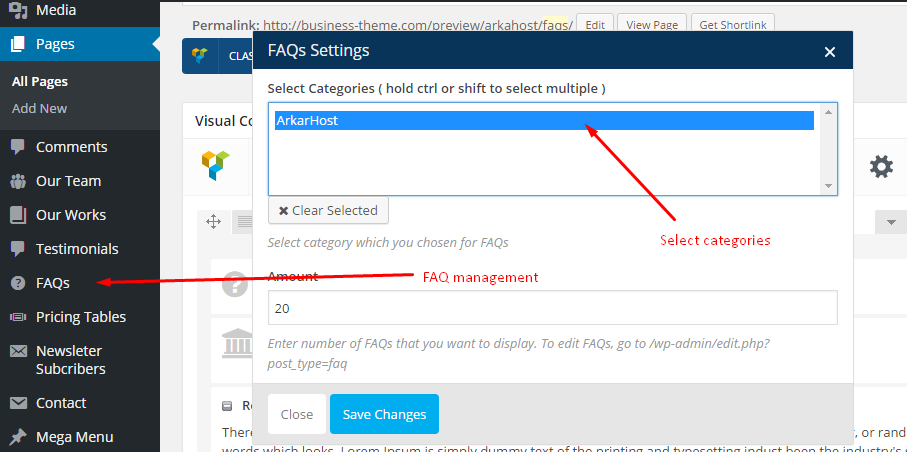 Media
Pages
All Pages
Add New
Comments
Our Team
Our Works
Testimonials
FAQs
Pricing Tables
Newsleter
Subcribers
Contact
Mega Menu
Permalink: http://business-theme.com/preview/arkahost/faqs/ Edit View Page Get Shortlink
CLAS
Visual Co
FAQs Settings
Select Categories ( hold ctrl or shift to select multiple )
ArkarHost
Clear Selected
Select categories
Select category which you chosen for FAQs
Amount
FAQ management
20
Enter number of FAQs that you want to display. To edit FAQs, go to /wp-admin/edit.php?
post_type=faq
Close Save Changes
Ther , or rand
words which looks. Lorem Ipsum is simply dummy text of the printing and typesetting indust been the industry's